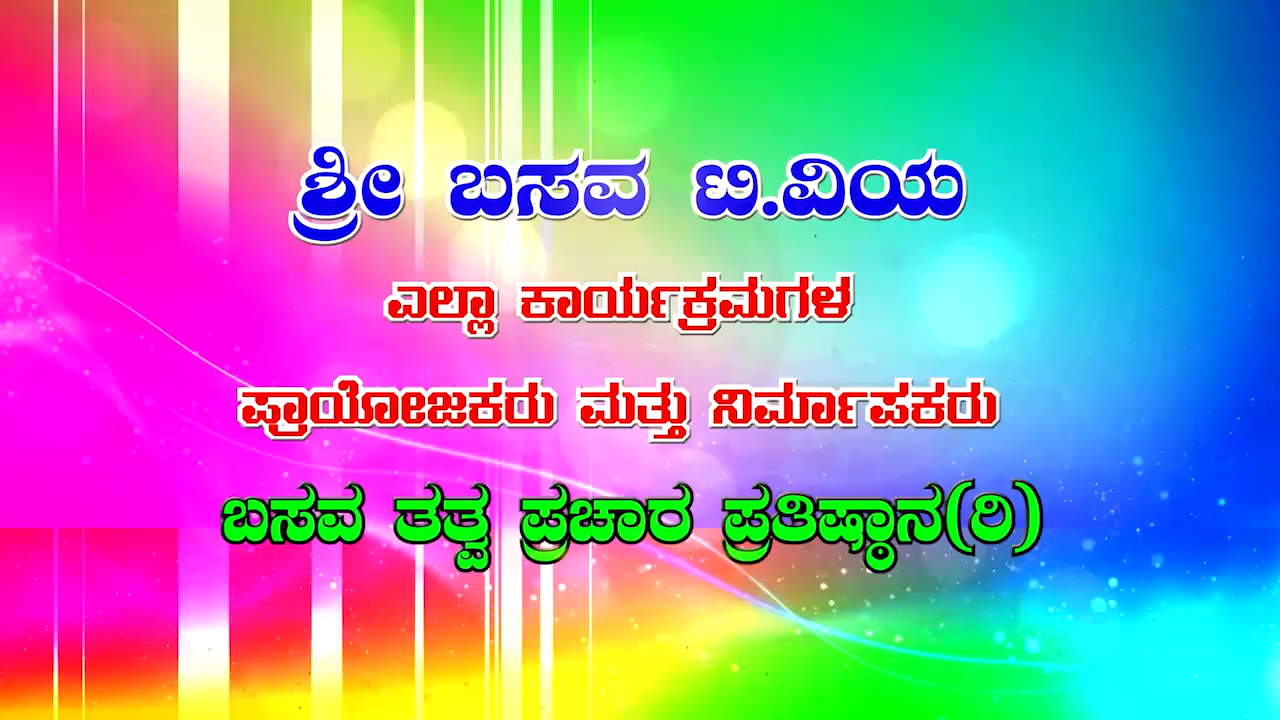 ಶ್ರೀ ಬಸವ ಟಿ.ವಿಯ
ಎಲ್ಲಾ ಕಾರ್ಯಕ್ರಮಗಳ
ಪ್ರಾಯೋಜಕರು ಮತ್ತು ನಿರ್ಮಾಪಕರು
ಬಸವ ತತ್ವ ಪ್ರಚಾರ ಪ್ರತಿಷ್ಠಾನ(ರಿ)